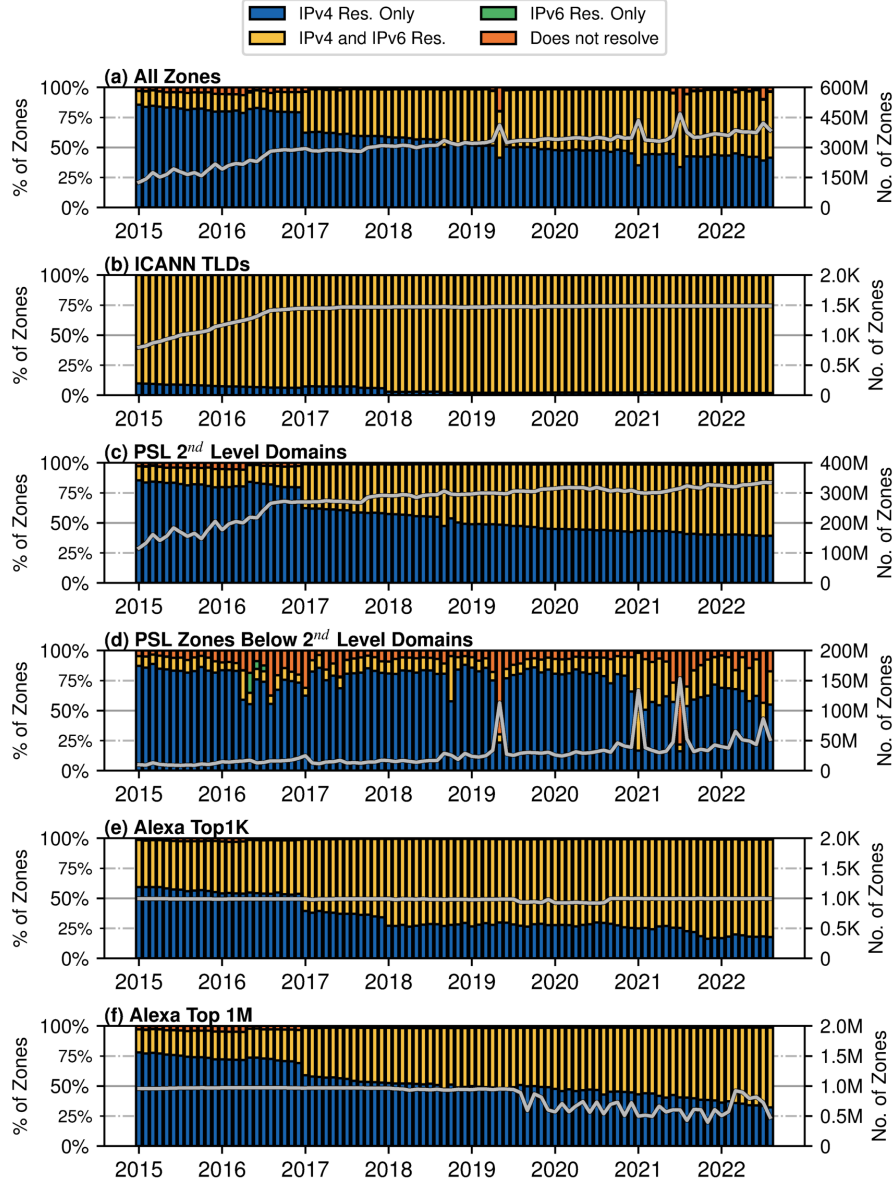 IPv4 Res. Only IPv6 Res. Only
IPv4 and IPv6 Res. Does not resolve
(a) All Zones
% of Zones
100%
75%
50%
25%
0%
600M
450M
300M
150M
0
No. of Zones
2015 2016 2017 2018 2019 2020 2021 2022
(b) ICANN TLDs
% of Zones
100%
75%
50%
25%
0%
2.0K
1.5K
1.0K
0.5K
0
No. of Zones
2015 2016 2017 2018 2019 2020 2021 2022
(c) PSL 2nd Level Domains
% of Zones
100%
75%
50%
25%
0%
400M
300M
200M
100M
0
No. of Zones
2015 2016 2017 2018 2019 2020 2021 2022
(d) PSL Zones Below 2nd Level Domains
% of Zones
100%
75%
50%
25%
0%
200M
150M
100M
50M
0
No. of Zones
2015 2016 2017 2018 2019 2020 2021 2022
(e) Alexa Top1K
% of Zones
100%
75%
50%
25%
0%
2.0K
1.5K
1.0K
0.5K
0
No. of Zones
2015 2016 2017 2018 2019 2020 2021 2022
(f) Alexa Top 1M
% of Zones
100%
75%
50%
25%
0%
2.0M
1.5M
1.0M
0.5M
0
No. of Zones
2015 2016 2017 2018 2019 2020 2021 2022